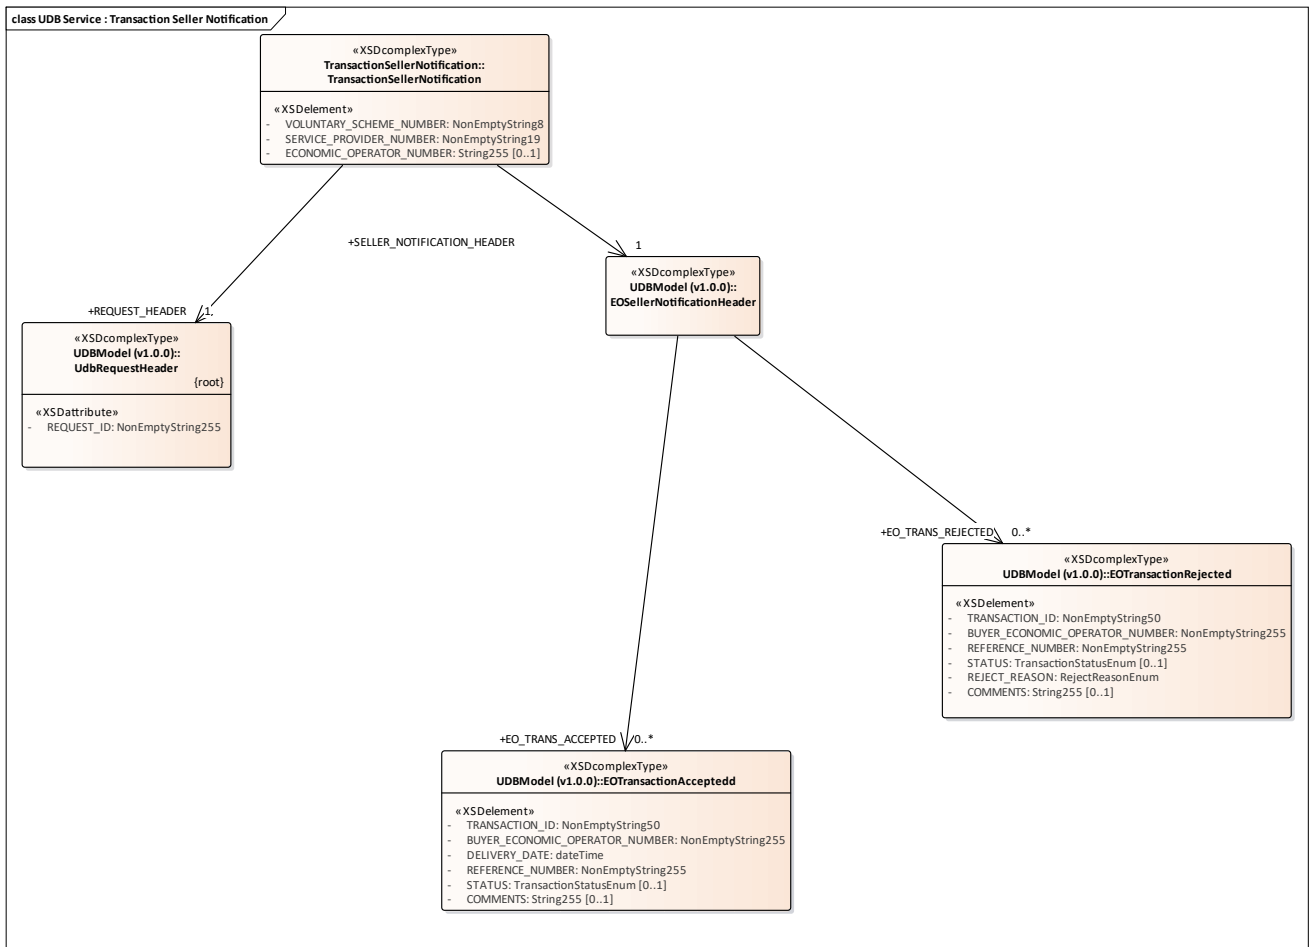 class UDB Service : Transaction Seller Notification
«XSDcomplexType»
TransactionSellerNotification::
TransactionSellerNotification
«XSDelement»
- VOLUNTARY_SCHEME_NUMBER: NonEmptyString8
- SERVICE_PROVIDER_NUMBER: NonEmptyString19
- ECONOMIC_OPERATOR_NUMBER: String255 [0..1]
+SELLER_NOTIFICATION_HEADER
1
«XSDcomplexType»
UDBModel (v1.0.0)::
EOSellerNotificationHeader
+REQUEST_HEADER
1,
«XSDcomplexType»
UDBModel (v1.0.0)::
UdbRequestHeader
{root}
«XSDattribute»
- REQUEST_ID: NonEmptyString255
+EO_TRANS_REJECTED
0..*
«XSDcomplexType»
UDBModel (v1.0.0)::EOTransactionRejected
«XSDelement»
- TRANSACTION_ID: NonEmptyString50
- BUYER_ECONOMIC_OPERATOR_NUMBER: NonEmptyString255
- REFERENCE_NUMBER: NonEmptyString255
- STATUS: TransactionStatusEnum [0..1]
- REJECT_REASON: RejectReasonEnum
- COMMENTS: String255 [0..1]
+EO_TRANS_ACCEPTED
0..*
«XSDcomplexType»
UDBModel (v1.0.0)::EOTransactionAcceptedd
«XSDelement»
- TRANSACTION_ID: NonEmptyString50
- BUYER_ECONOMIC_OPERATOR_NUMBER: NonEmptyString255
- DELIVERY_DATE: dateTime
- REFERENCE_NUMBER: NonEmptyString255
- STATUS: TransactionStatusEnum [0..1]
- COMMENTS: String255 [0..1]